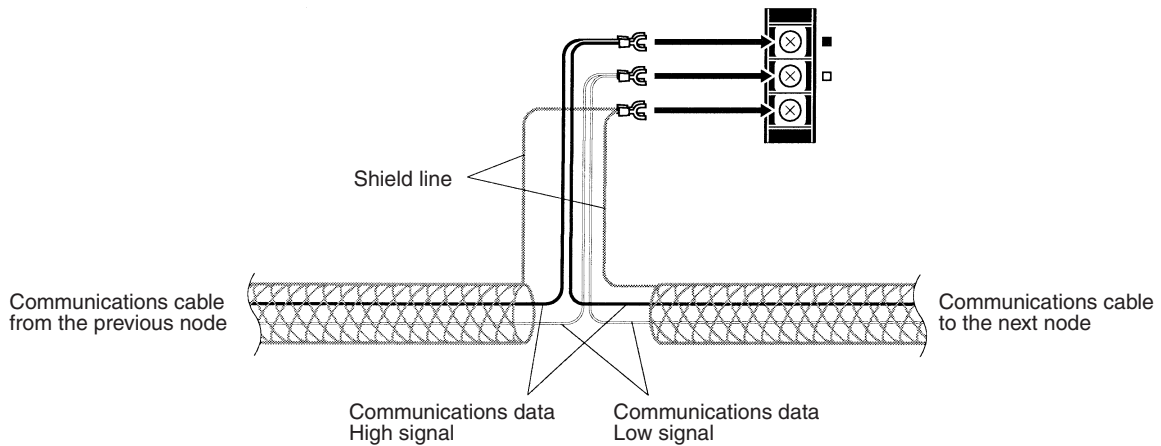 Shield line
Communications cable
from the previous node
Communications cable
to the next node
Communications data
High signal
Communications data
Low signal